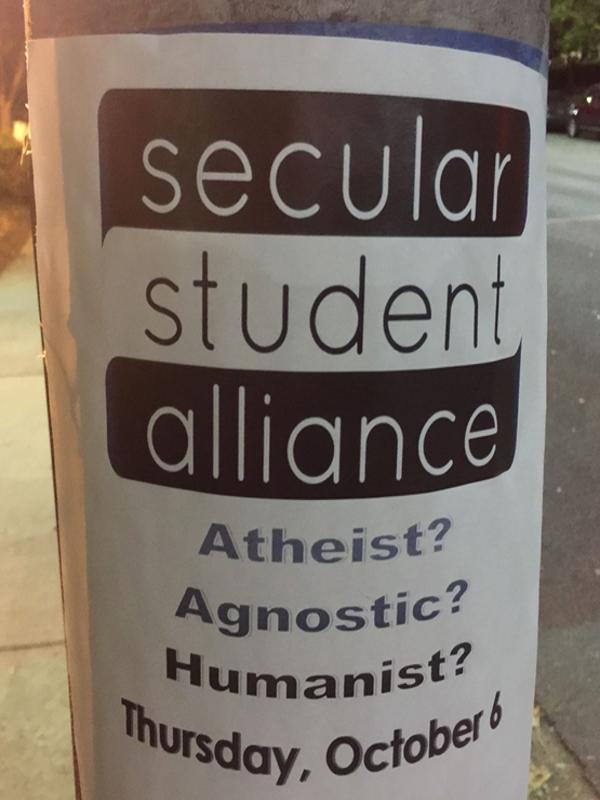 secular
student
alliance
Atheist?
Agnostic?
Humanist?
Thursday, October 6